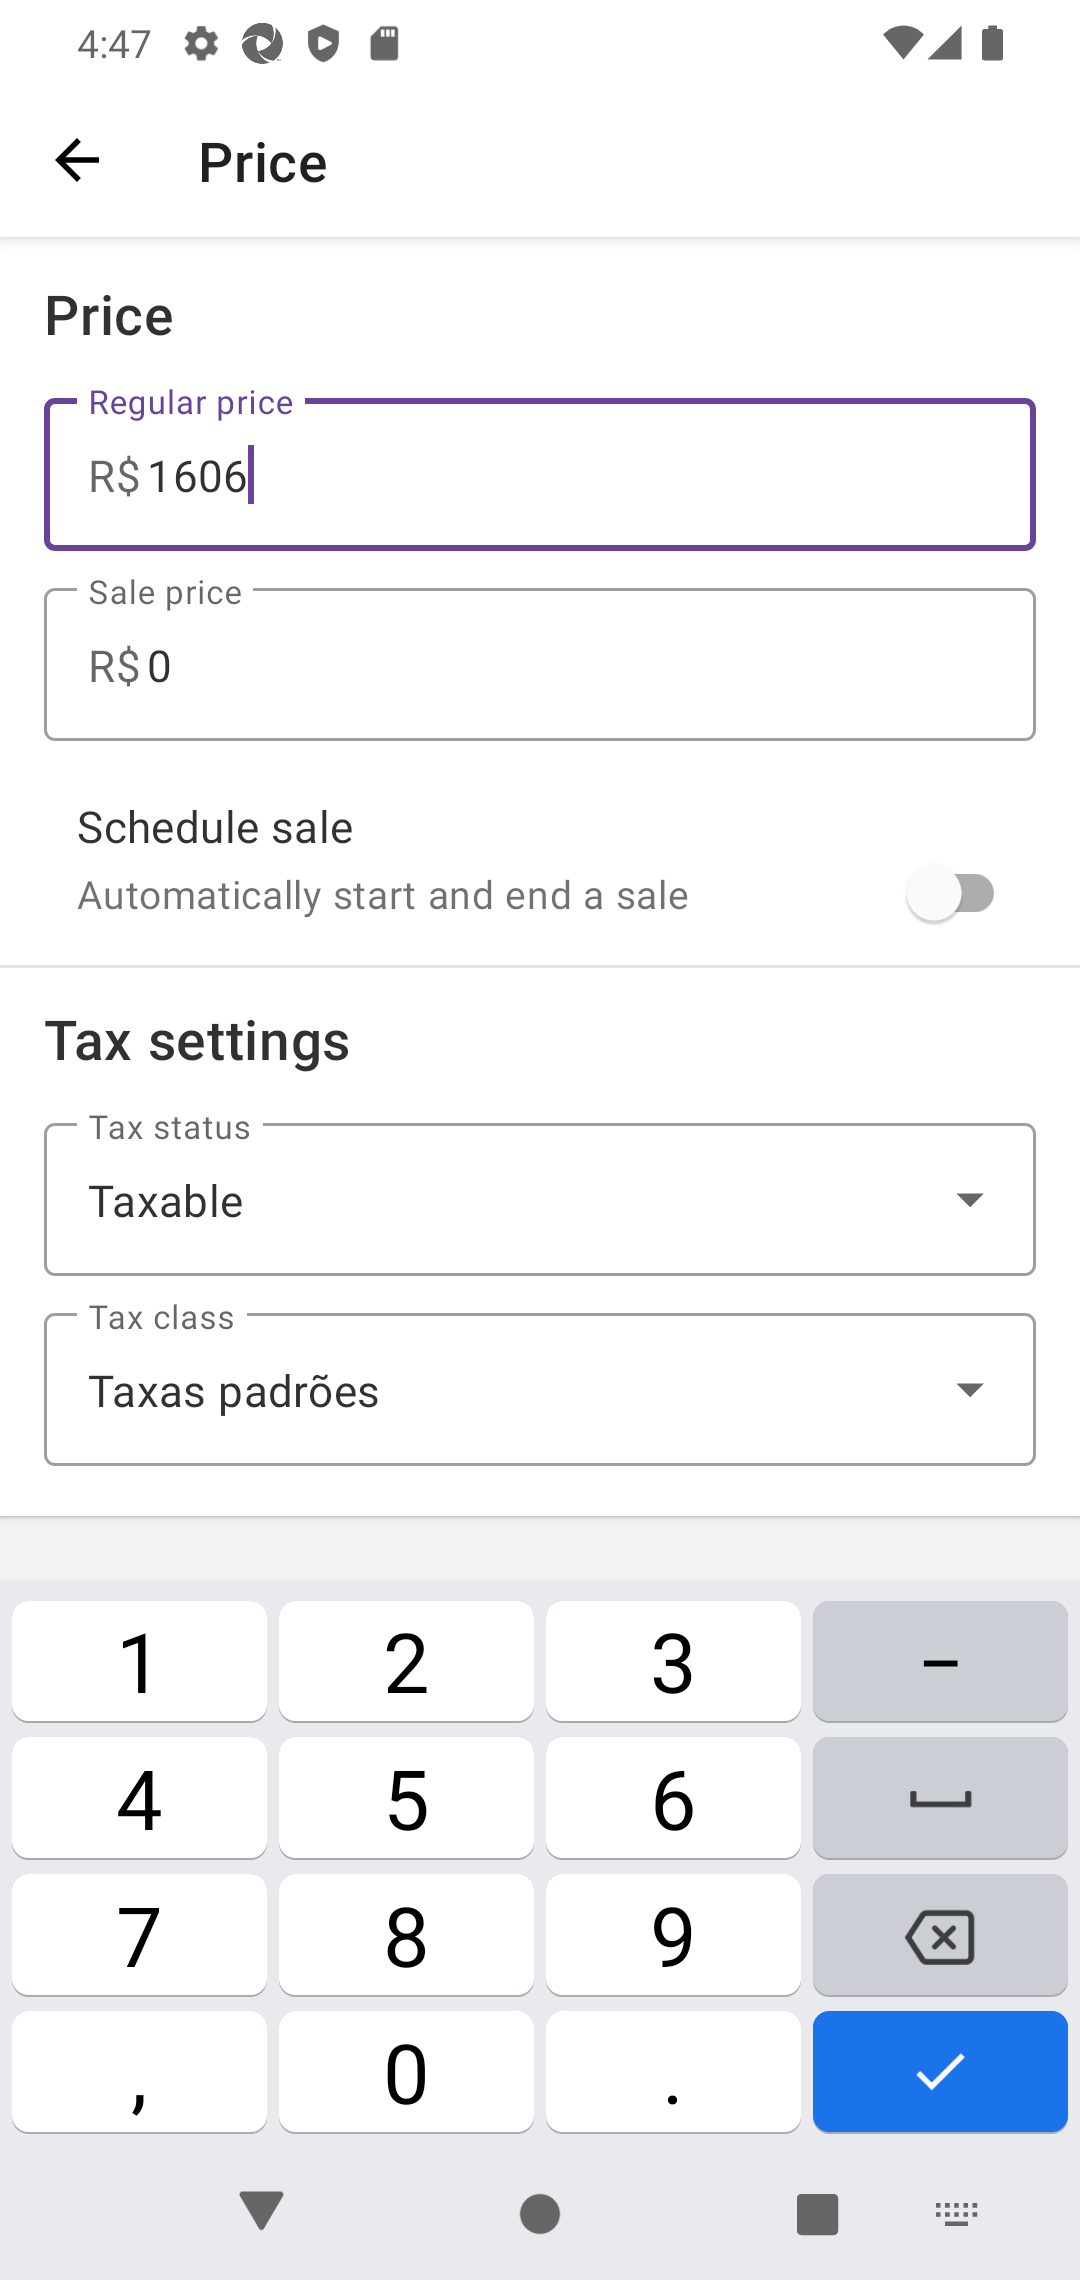 4:47
Price
Price
Regular price
R$ 1606
Sale price
R$ 0
Schedule sale
Automatically start and end a sale
Tax settings
Tax status
Taxable
Tax class
Taxas padrões
1 2 3 –
4 5 6
7 8 9
, 0 .